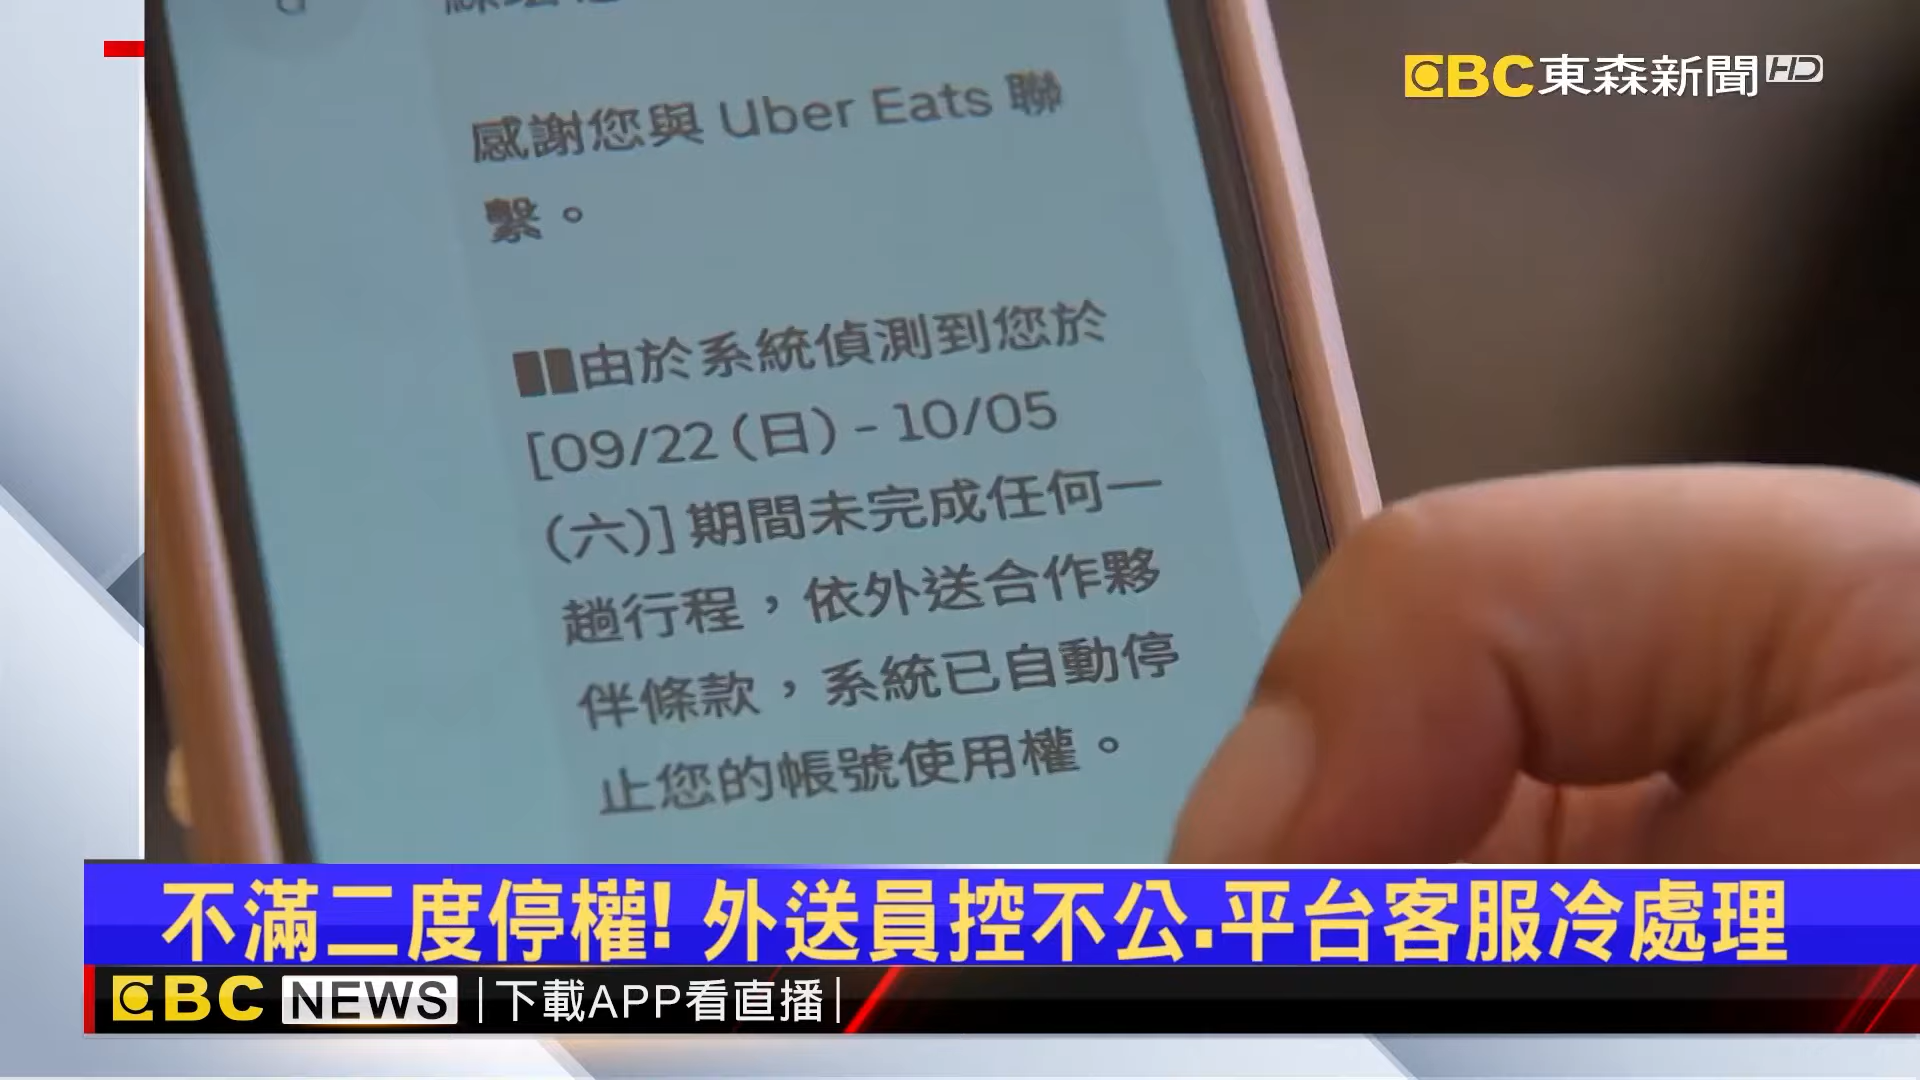 EBC東森新聞HD
感謝您與 Uber Eats 聯
繫。
由於系統偵測到您於
[09/22(日) - 10/05
(六)] 期間未完成任何一
趟行程,依外送合作夥
伴條款,系統已自動停
止您的帳號使用權。
不滿二度停權! 外送員控不公.平台客服冷處理
EBC NEWS |下載APP看直播|